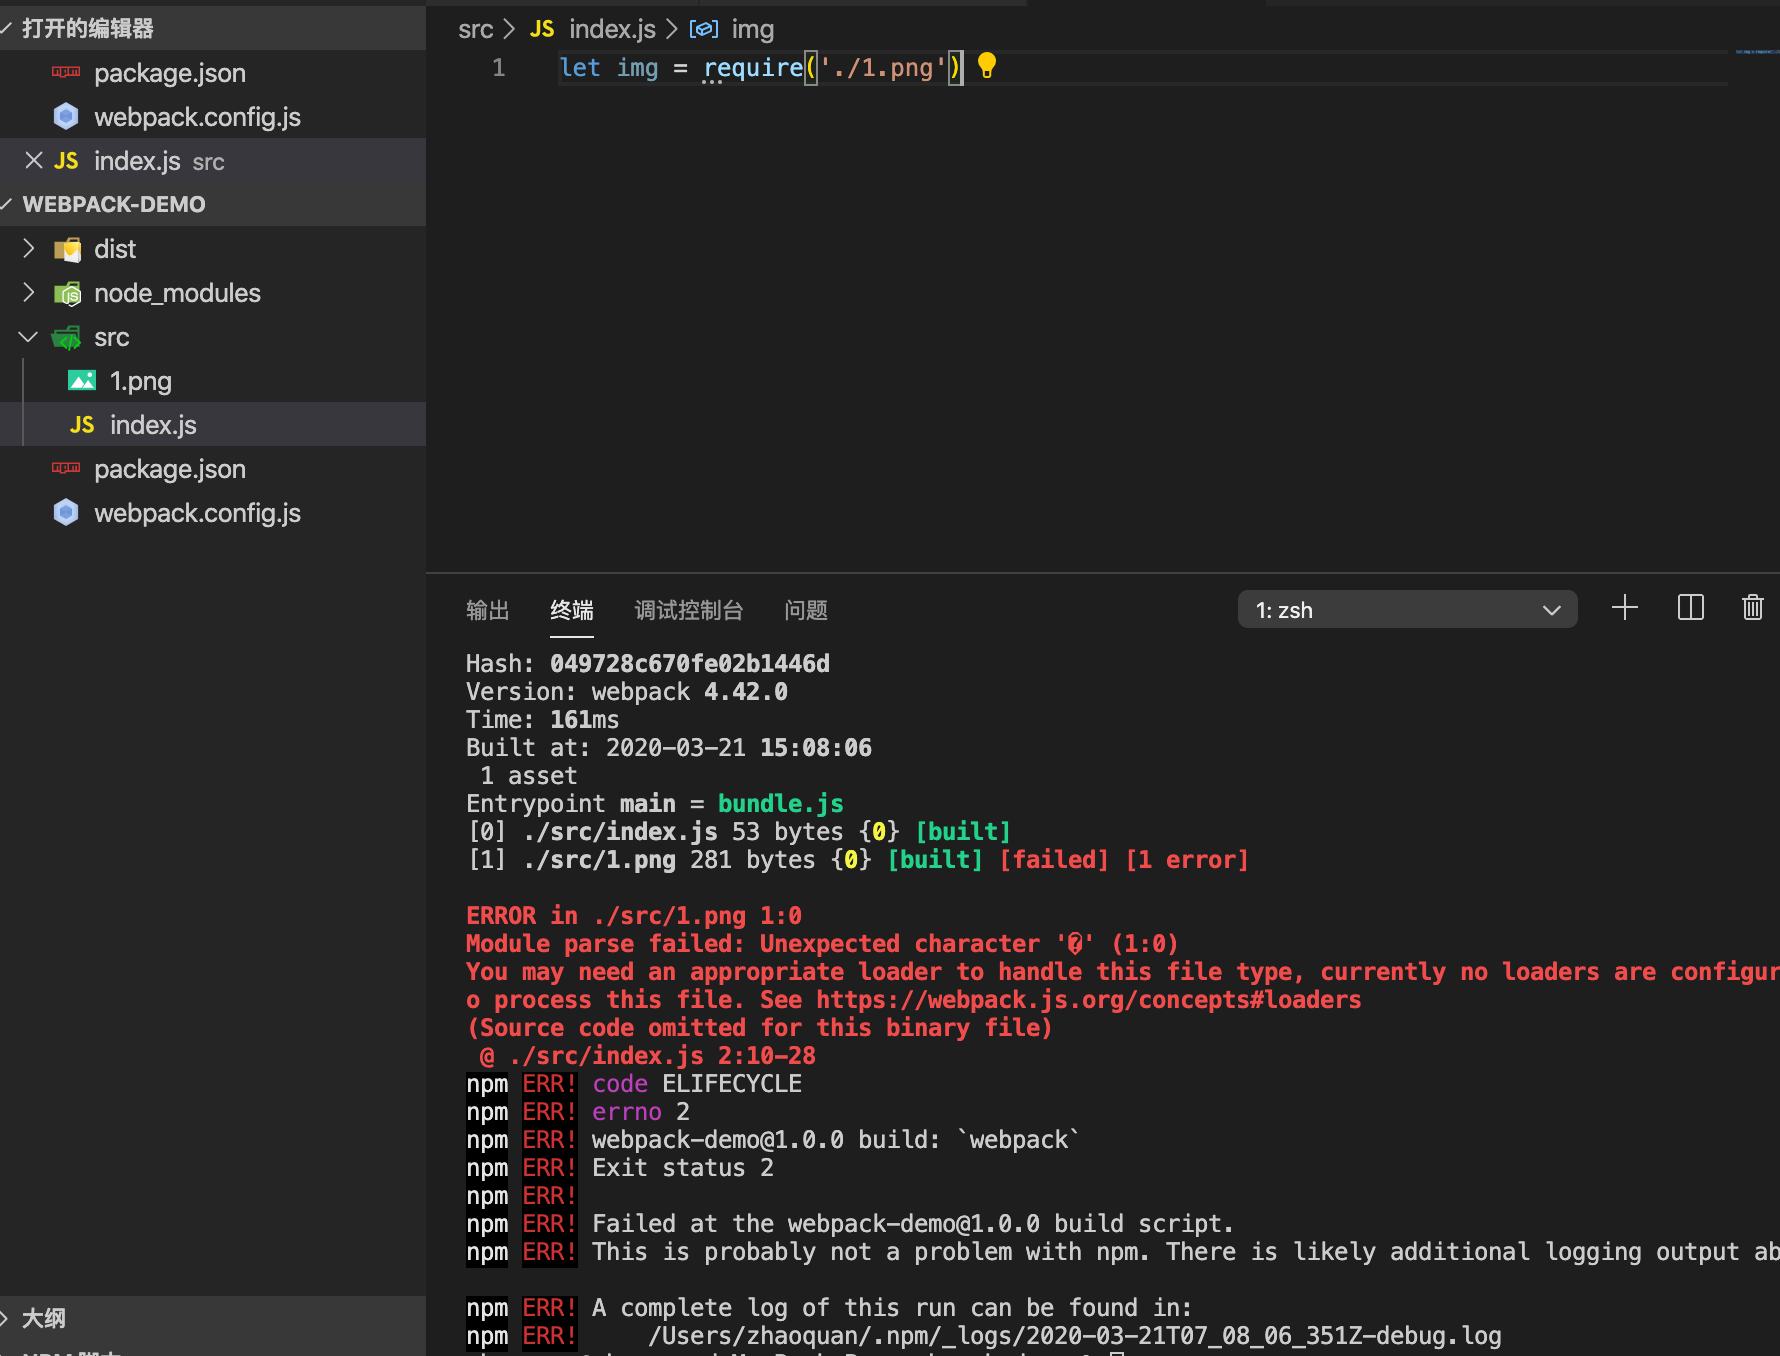 打开的编辑器
package.json
webpack.config.js
JS index.js src
WEBPACK-DEMO
dist
node_modules
src
1.png
JS index.js
package.json
webpack.config.js
大纲
src > JS index.js > img
1 let img = require('./1.png')
输出 终端 调试控制台 问题 1: zsh
Hash: 049728c670fe02b1446d
Version: webpack 4.42.0
Time: 161ms
Built at: 2020-03-21 15:08:06
1 asset
Entrypoint main = bundle.js
[0] ./src/index.js 53 bytes {0} [built]
[1] ./src/1.png 281 bytes {0} [built] [failed] [1 error]
ERROR in ./src/1.png 1:0
Module parse failed: Unexpected character '�' (1:0)
You may need an appropriate loader to handle this file type, currently no loaders are configur
o process this file. See https://webpack.js.org/concepts#loaders
(Source code omitted for this binary file)
@ ./src/index.js 2:10-28
npm ERR! code ELIFECYCLE
npm ERR! errno 2
npm ERR! webpack-demo@1.0.0 build: `webpack`
npm ERR! Exit status 2
npm ERR!
npm ERR! Failed at the webpack-demo@1.0.0 build script.
npm ERR! This is probably not a problem with npm. There is likely additional logging output ab
npm ERR! A complete log of this run can be found in:
npm ERR! /Users/zhaoquan/.npm/_logs/2020-03-21T07_08_06_351Z-debug.log